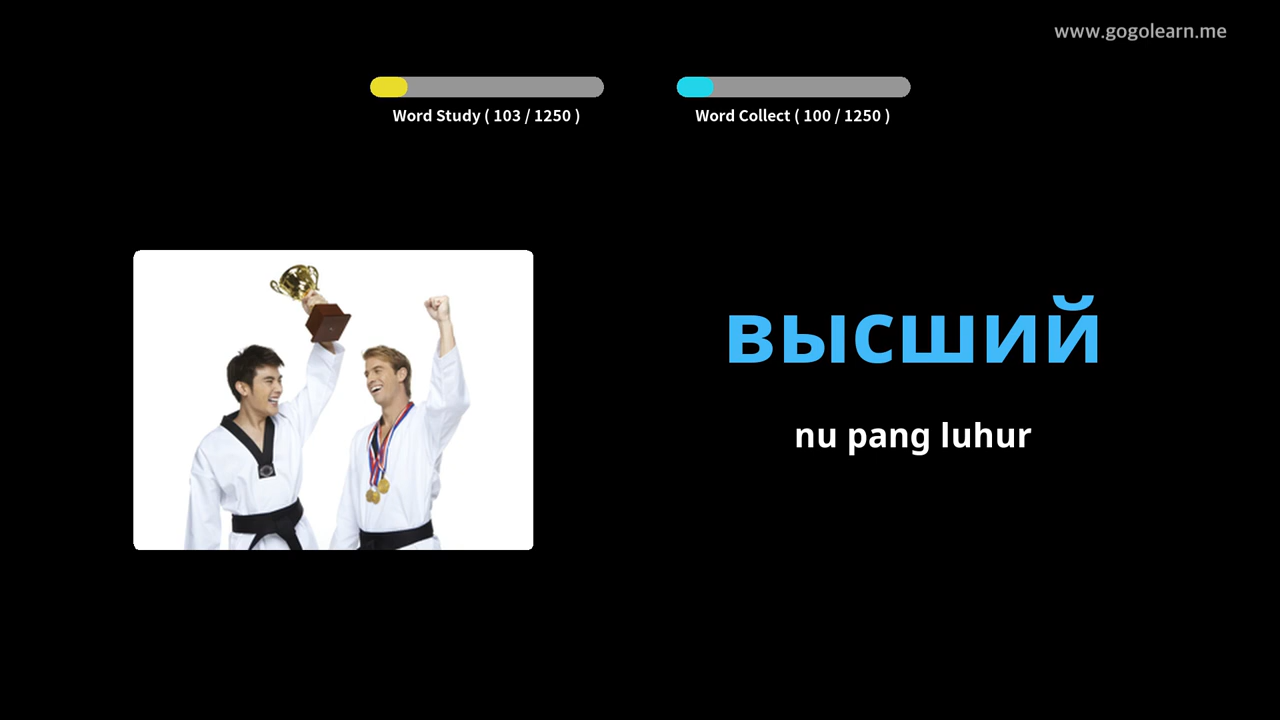 www.gogolearn.me
Word Study ( 103 / 1250 )
Word Collect ( 100 / 1250 )
высший
nu pang luhur